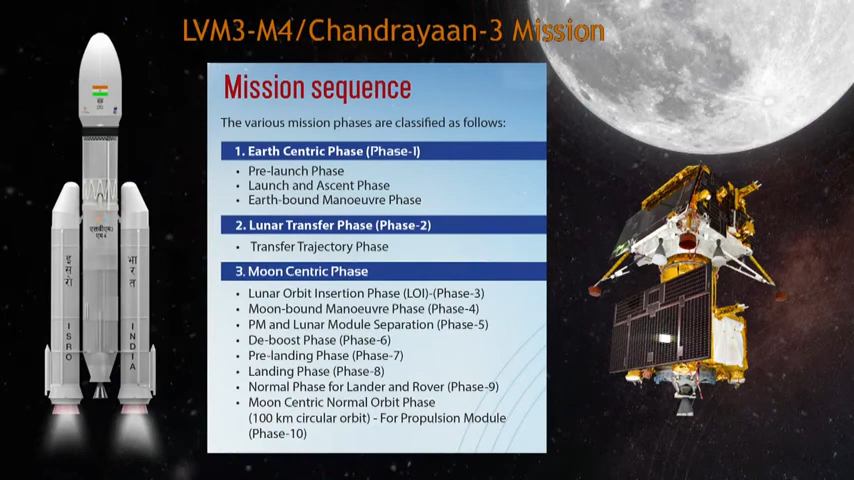 LVM3-M4/Chandrayaan-3 Mission
Mission sequence
The various mission phases are classified as follows:
1. Earth Centric Phase (Phase-I)
• Pre-launch Phase
• Launch and Ascent Phase
• Earth-bound Manoeuvre Phase
2. Lunar Transfer Phase (Phase-2)
• Transfer Trajectory Phase
3. Moon Centric Phase
• Lunar Orbit Insertion Phase (LOI)-(Phase-3)
• Moon-bound Manoeuvre Phase (Phase-4)
• PM and Lunar Module Separation (Phase-5)
• De-boost Phase (Phase-6)
• Pre-landing Phase (Phase-7)
• Landing Phase (Phase-8)
• Normal Phase for Lander and Rover (Phase-9)
• Moon Centric Normal Orbit Phase
(100 km circular orbit) - For Propulsion Module
(Phase-10)
इसरो
ISRO
भारत
INDIA